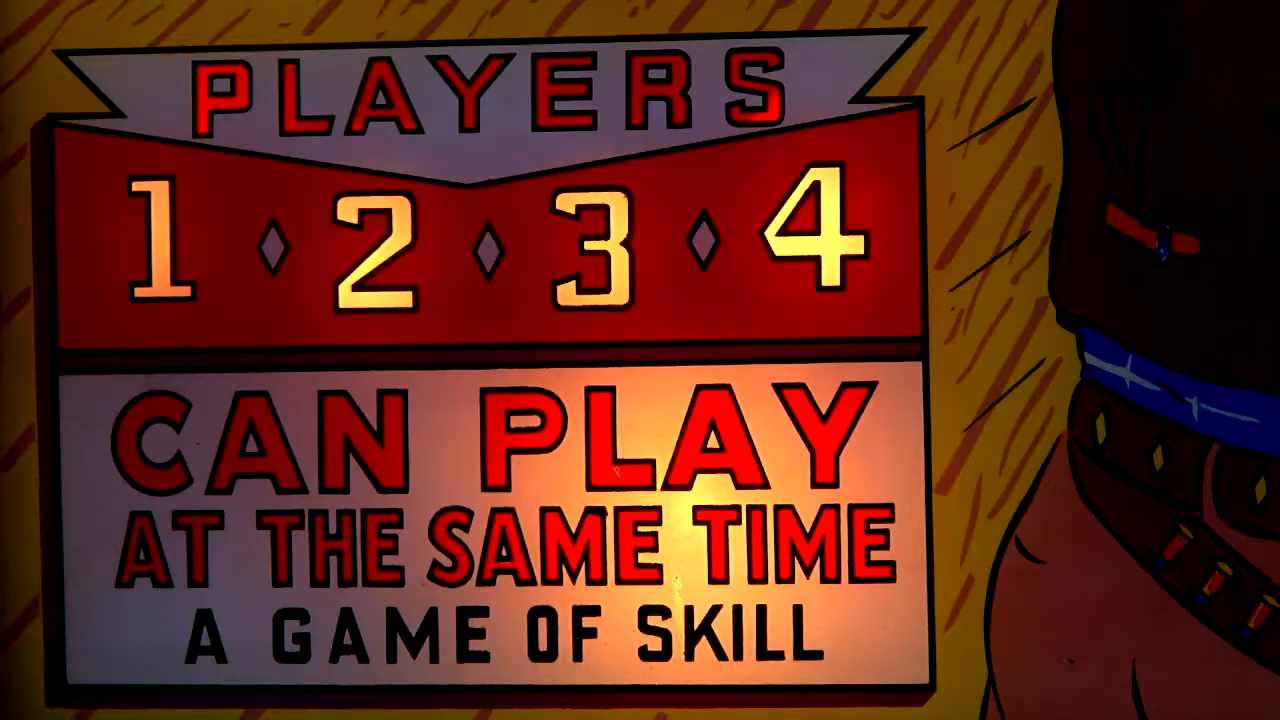 PLAYERS
1 2 3 4
CAN PLAY
AT THE SAME TIME
A GAME OF SKILL